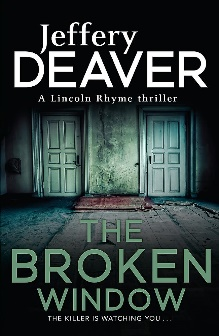 Jeffery
DEAVER
A Lincoln Rhyme thriller
THE
BROKEN
WINDOW
THE KILLER IS WATCHING YOU . . .